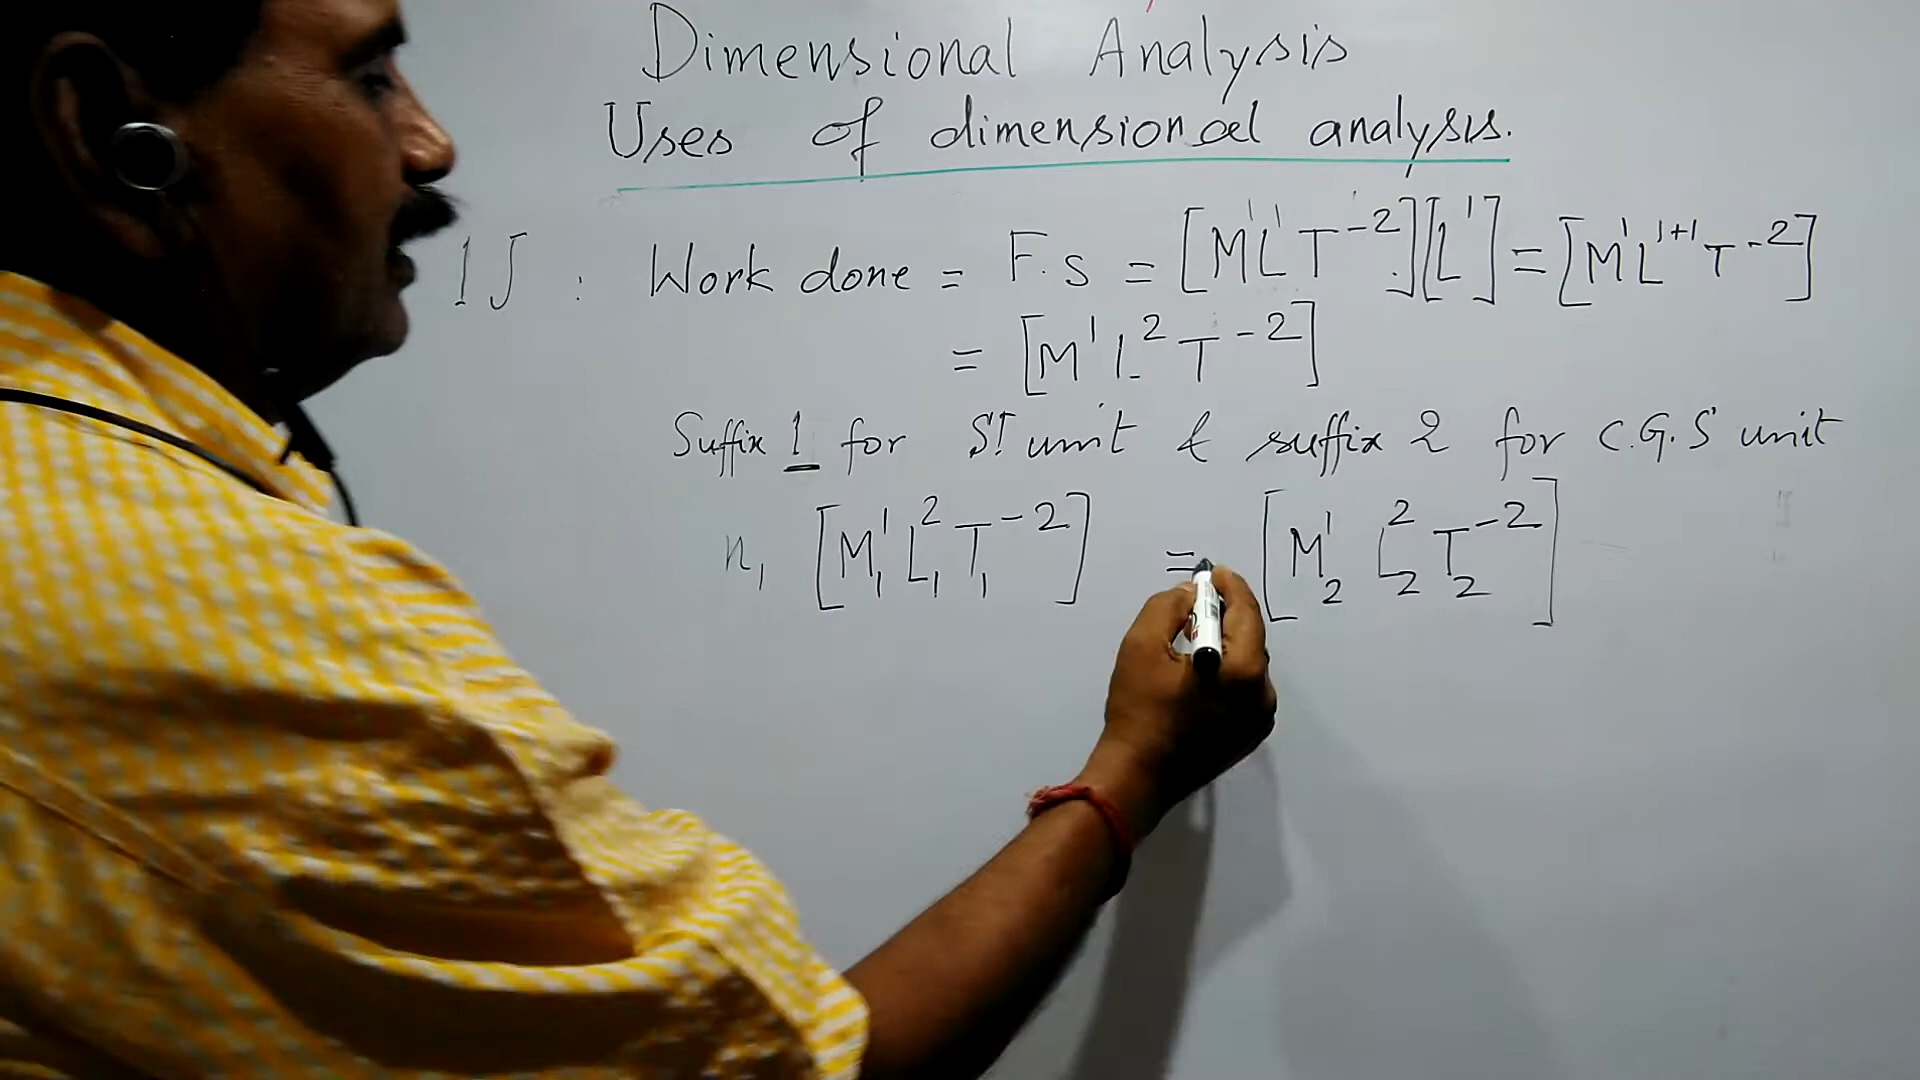 Dimensional Analysis
Uses of dimensional analysis.
1J : Work done = F.S = [M¹L¹T⁻²][L¹] = [M¹L¹⁺¹T⁻²]
= [M¹L²T⁻²]
Suffix 1 for SI unit & suffix 2 for C.G.S unit
n₁ [M₁¹L₁²T₁⁻²] = [M₂¹L₂²T₂⁻²]